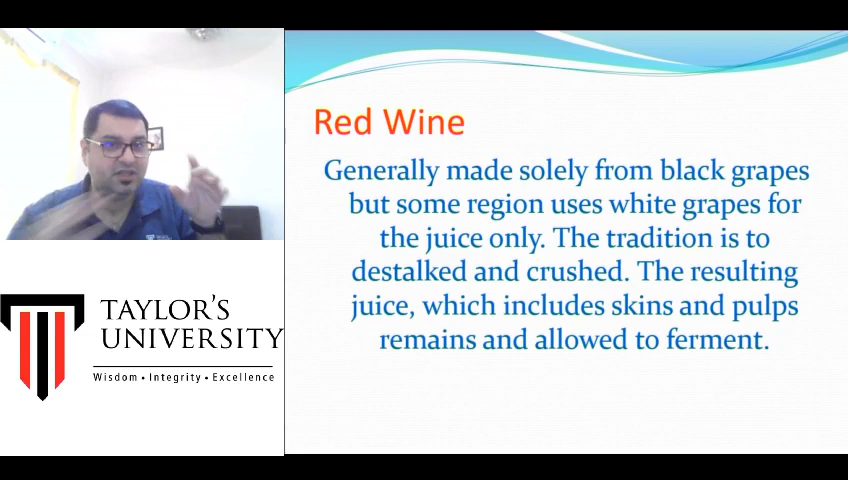 Red Wine
Generally made solely from black grapes
but some region uses white grapes for
the juice only. The tradition is to
destalked and crushed. The resulting
juice, which includes skins and pulps
remains and allowed to ferment.
TAYLOR'S
UNIVERSITY
Wisdom • Integrity • Excellence